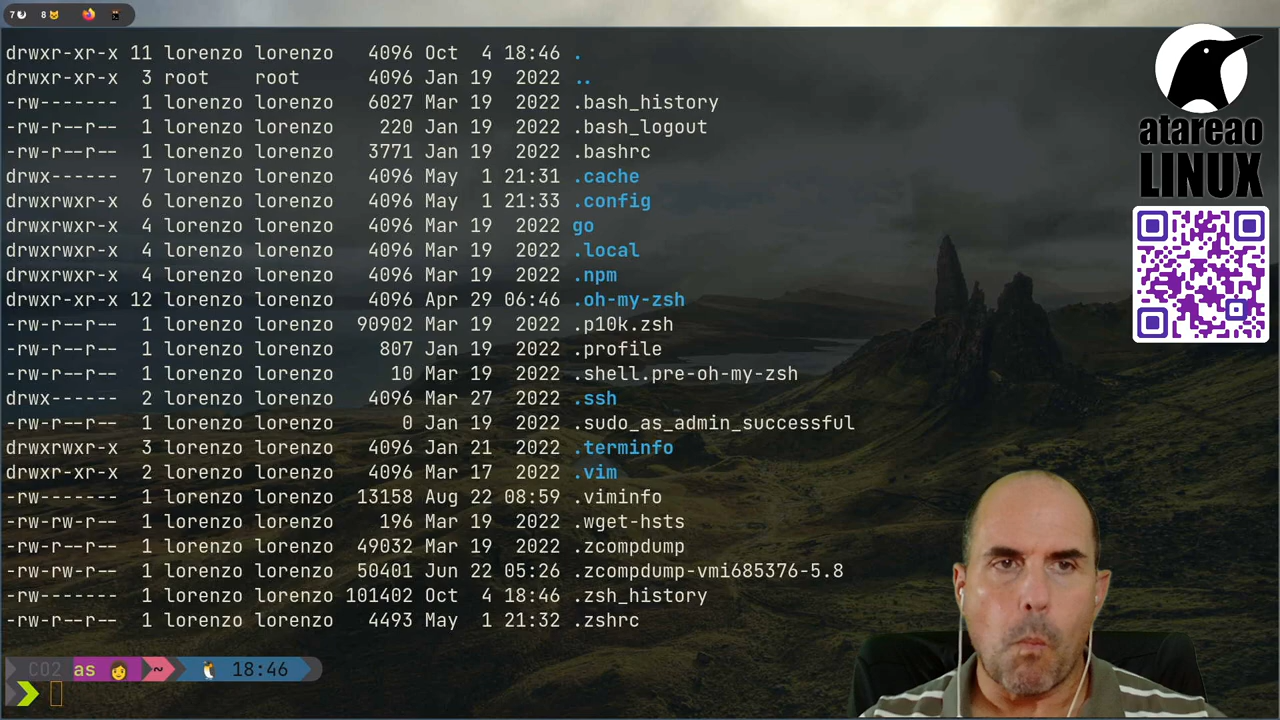 7 8
drwxr-xr-x 11 lorenzo lorenzo 4096 Oct 4 18:46 .
drwxr-xr-x 3 root root 4096 Jan 19 2022 ..
-rw------- 1 lorenzo lorenzo 6027 Mar 19 2022 .bash_history
-rw-r--r-- 1 lorenzo lorenzo 220 Jan 19 2022 .bash_logout
-rw-r--r-- 1 lorenzo lorenzo 3771 Jan 19 2022 .bashrc
drwx------ 7 lorenzo lorenzo 4096 May 1 21:31 .cache
drwxrwxr-x 6 lorenzo lorenzo 4096 May 1 21:33 .config
drwxrwxr-x 4 lorenzo lorenzo 4096 Mar 19 2022 go
drwxrwxr-x 4 lorenzo lorenzo 4096 Mar 19 2022 .local
drwxrwxr-x 4 lorenzo lorenzo 4096 Mar 19 2022 .npm
drwxr-xr-x 12 lorenzo lorenzo 4096 Apr 29 06:46 .oh-my-zsh
-rw-r--r-- 1 lorenzo lorenzo 90902 Mar 19 2022 .p10k.zsh
-rw-r--r-- 1 lorenzo lorenzo 807 Jan 19 2022 .profile
-rw-r--r-- 1 lorenzo lorenzo 10 Mar 19 2022 .shell.pre-oh-my-zsh
drwx------ 2 lorenzo lorenzo 4096 Mar 27 2022 .ssh
-rw-r--r-- 1 lorenzo lorenzo 0 Jan 19 2022 .sudo_as_admin_successful
drwxrwxr-x 3 lorenzo lorenzo 4096 Jan 21 2022 .terminfo
drwxr-xr-x 2 lorenzo lorenzo 4096 Mar 17 2022 .vim
-rw------- 1 lorenzo lorenzo 13158 Aug 22 08:59 .viminfo
-rw-rw-r-- 1 lorenzo lorenzo 196 Mar 19 2022 .wget-hsts
-rw-rw-r-- 1 lorenzo lorenzo 49032 Mar 19 2022 .zcompdump
-rw-rw-r-- 1 lorenzo lorenzo 50401 Jun 22 05:26 .zcompdump-vmi685376-5.8
-rw------- 1 lorenzo lorenzo 101402 Oct 4 18:46 .zsh_history
-rw-r--r-- 1 lorenzo lorenzo 4493 May 1 21:32 .zshrc
CO2 as ~ 18:46
atareao
LINUX